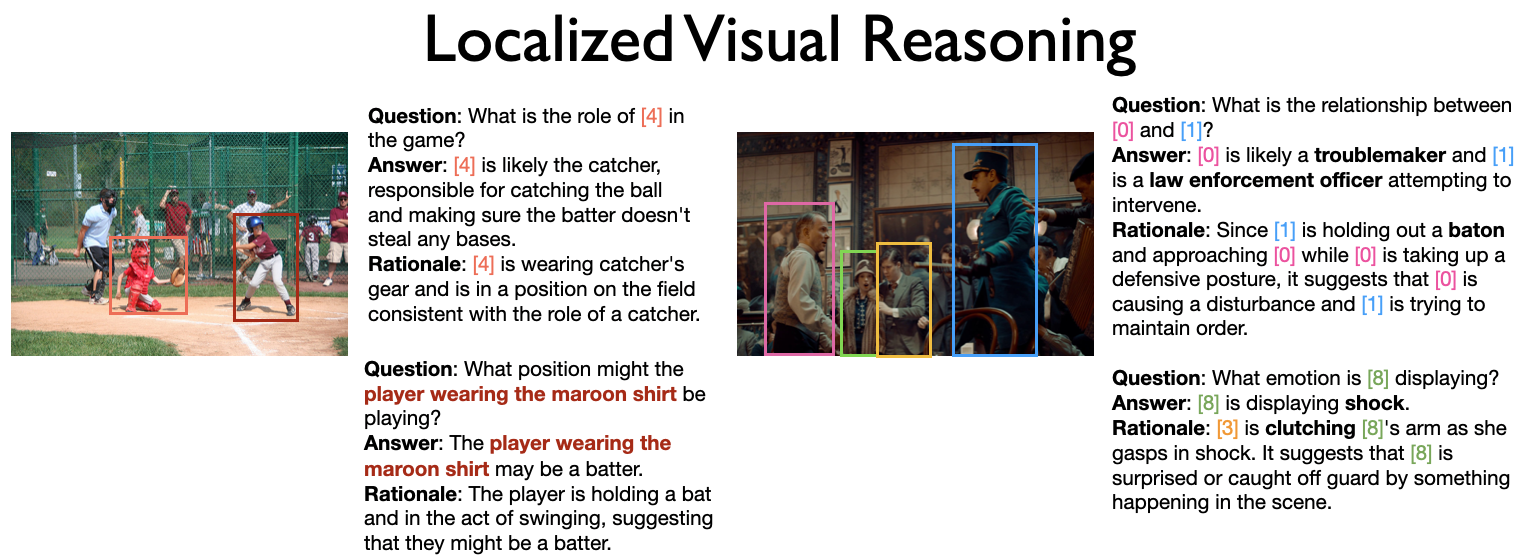 Localized Visual Reasoning
Question: What is the role of [4] in
the game?
Answer: [4] is likely the catcher,
responsible for catching the ball
and making sure the batter doesn't
steal any bases.
Rationale: [4] is wearing catcher's
gear and is in a position on the field
consistent with the role of a catcher.
Question: What position might the
player wearing the maroon shirt be
playing?
Answer: The player wearing the
maroon shirt may be a batter.
Rationale: The player is holding a bat
and in the act of swinging, suggesting
that they might be a batter.
3
Question: What is the relationship between
[0] and [1]?
Answer: [0] is likely a troublemaker and [1]
is a law enforcement officer attempting to
intervene.
Rationale: Since [1] is holding out a baton
and approaching [0] while [0] is taking up a
defensive posture, it suggests that [0] is
causing a disturbance and [1] is trying to
maintain order.
Question: What emotion is [8] displaying?
Answer: [8] is displaying shock.
Rationale: [3] is clutching [8]'s arm as she
gasps in shock. It suggests that [8] is
surprised or caught off guard by something
happening in the scene.